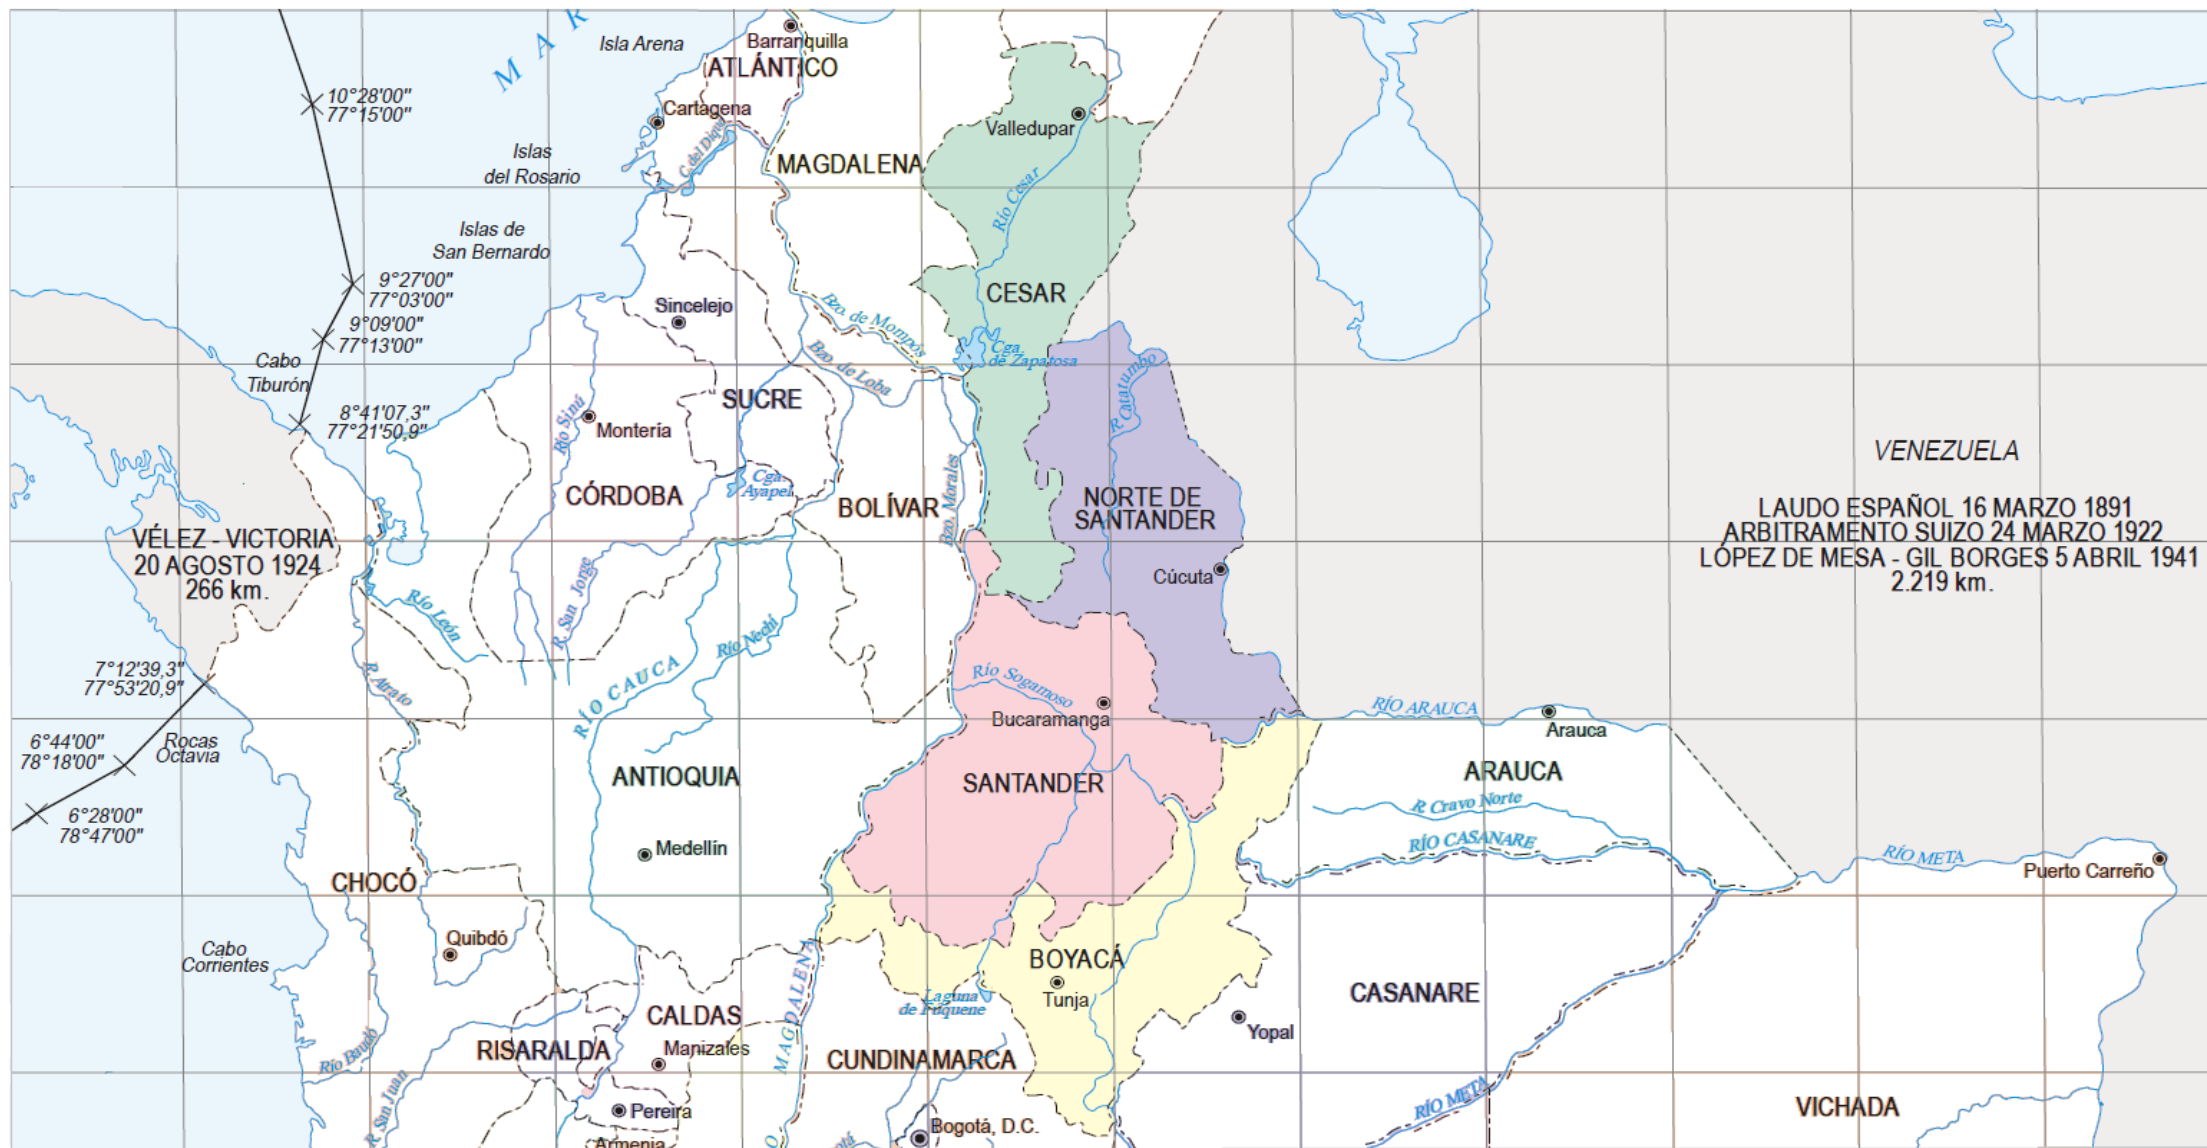 MAR
Isla Arena
Barranquilla
ATLÁNTICO
10°28'00"
77°15'00"
Cartagena
C. del Dique
Valledupar
Islas
del Rosario
MAGDALENA
Río Cesar
Islas de
San Bernardo
9°27'00"
77°03'00"
CESAR
Sincelejo
Bzo. de Mompós
9°09'00"
77°13'00"
Cga.
de Zapatosa
Cabo
Tiburón
Bzo. de Loba
R. Catatumbo
SUCRE
8°41'07,3"
77°21'50,9"
Río Sinú
Montería
VENEZUELA
Cga.
Ayapel
CÓRDOBA
BOLÍVAR
Bzo. Morales
NORTE DE
SANTANDER
LAUDO ESPAÑOL 16 MARZO 1891
ARBITRAMENTO SUIZO 24 MARZO 1922
LÓPEZ DE MESA - GIL BORGES 5 ABRIL 1941
2.219 km.
VÉLEZ - VICTORIA
20 AGOSTO 1924
266 km.
Cúcuta
Río León
R. San Jorge
Río Nechí
7°12'39,3"
77°53'20,9"
R. Atrato
RÍO CAUCA
Río Sogamoso
Bucaramanga
RÍO ARAUCA
Arauca
6°44'00"
78°18'00"
Rocas
Octavia
ANTIOQUIA
SANTANDER
ARAUCA
6°28'00"
78°47'00"
R. Cravo Norte
RÍO CASANARE
Medellín
RÍO META
Puerto Carreño
CHOCÓ
Quibdó
Cabo
Corrientes
BOYACÁ
Tunja
MAGDALENA
Laguna
de Fúquene
CASANARE
CALDAS
Yopal
RISARALDA
Manizales
CUNDINAMARCA
Río Baudó
R. San Juan
Pereira
RÍO META
VICHADA
Bogotá, D.C.
Armenia
O
otá